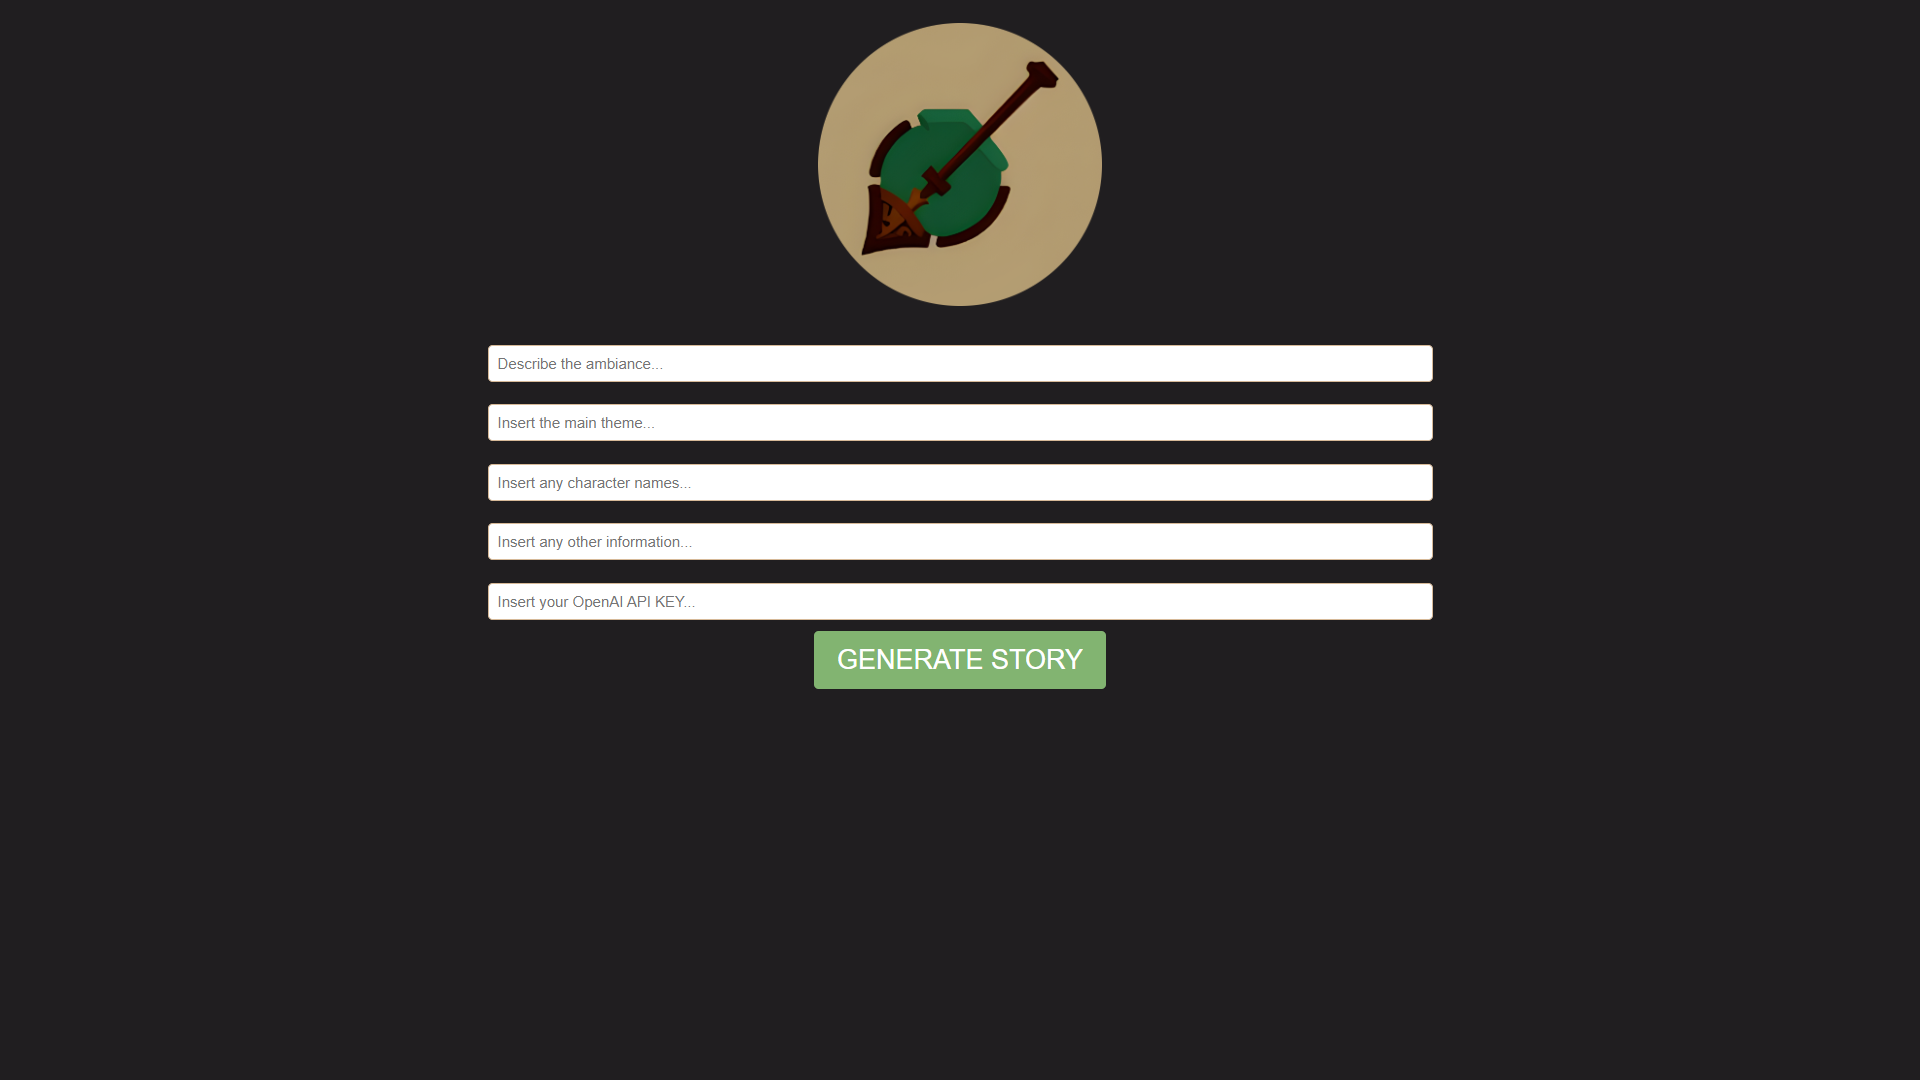 Describe the ambiance...
Insert the main theme...
Insert any character names...
Insert any other information...
Insert your OpenAI API KEY...
GENERATE STORY